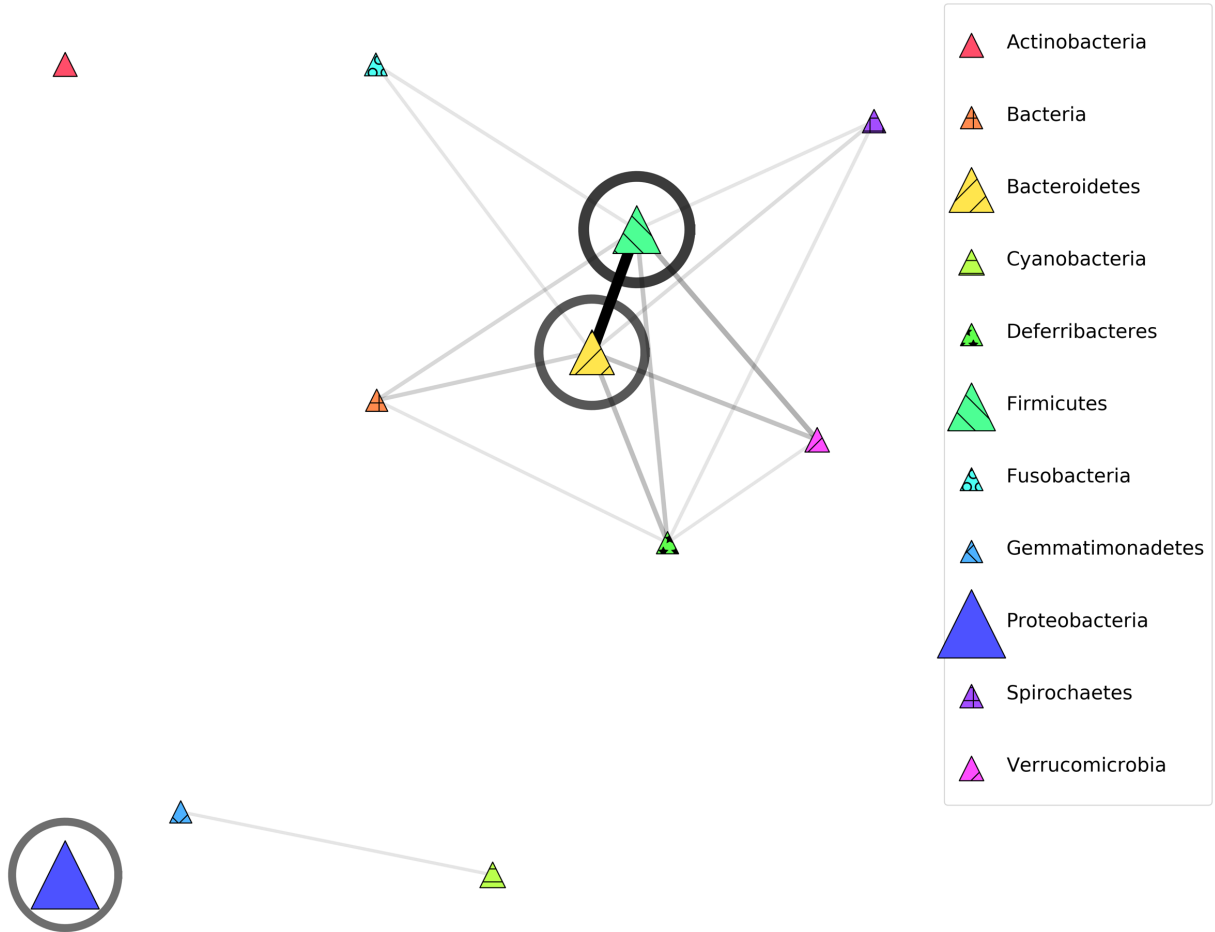 Actinobacteria
Bacteria
Bacteroidetes
Cyanobacteria
Deferribacteres
Firmicutes
Fusobacteria
Gemmatimonadetes
Proteobacteria
Spirochaetes
Verrucomicrobia